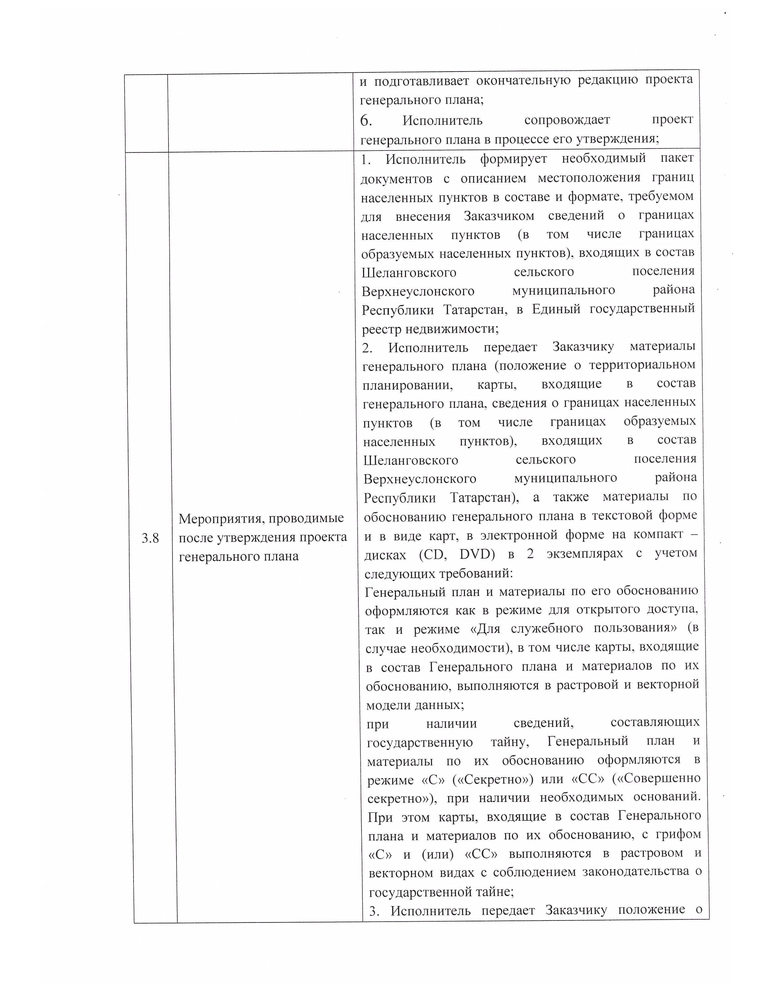 и подготавливает окончательную редакцию проекта
генерального плана;
6. Исполнитель сопровождает проект
генерального плана в процессе его утверждения;
3.8
Мероприятия, проводимые
после утверждения проекта
генерального плана
1. Исполнитель формирует необходимый пакет
документов с описанием местоположения границ
населенных пунктов в составе и формате, требуемом
для внесения Заказчиком сведений о границах
населенных пунктов (в том числе границах
образуемых населенных пунктов), входящих в состав
Шеланговского сельского поселения
Верхнеуслонского муниципального района
Республики Татарстан, в Единый государственный
реестр недвижимости;
2. Исполнитель передает Заказчику материалы
генерального плана (положение о территориальном
планировании, карты, входящие в состав
генерального плана, сведения о границах населенных
пунктов (в том числе границах образуемых
населенных пунктов), входящих в состав
Шеланговского сельского поселения
Верхнеуслонского муниципального района
Республики Татарстан), а также материалы по
обоснованию генерального плана в текстовой форме
и в виде карт, в электронной форме на компакт –
дисках (CD, DVD) в 2 экземплярах с учетом
следующих требований:
Генеральный план и материалы по его обоснованию
оформляются как в режиме для открытого доступа,
так и режиме «Для служебного пользования» (в
случае необходимости), в том числе карты, входящие
в состав Генерального плана и материалов по их
обоснованию, выполняются в растровой и векторной
модели данных;
при наличии сведений, составляющих
государственную тайну, Генеральный план и
материалы по их обоснованию оформляются в
режиме «С» («Секретно») или «СС» («Совершенно
секретно»), при наличии необходимых оснований.
При этом карты, входящие в состав Генерального
плана и материалов по их обоснованию, с грифом
«С» и (или) «СС» выполняются в растровом и
векторном видах с соблюдением законодательства о
государственной тайне;
3. Исполнитель передает Заказчику положение о